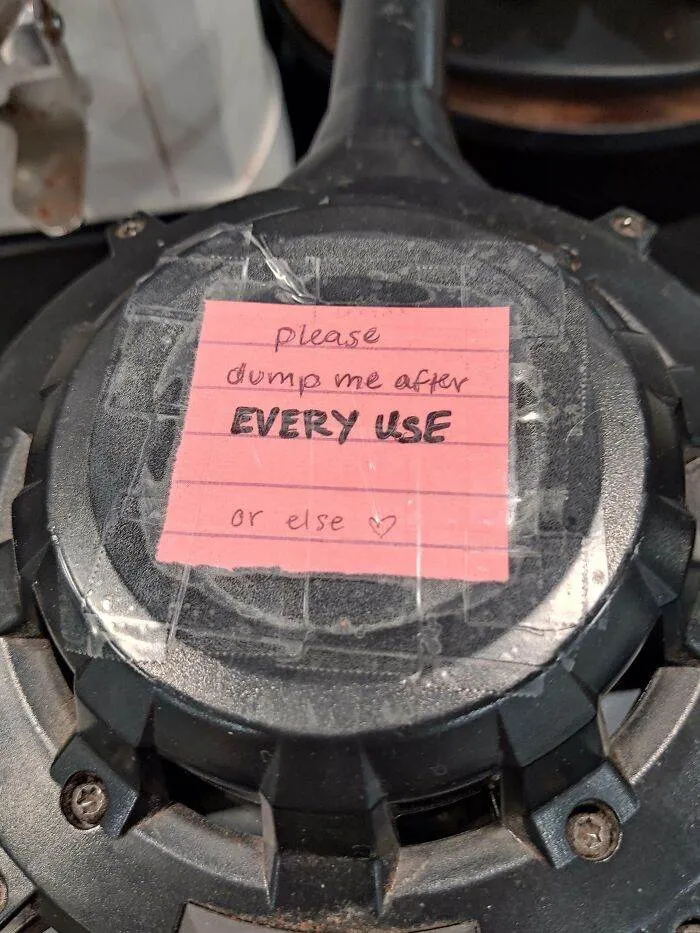 please
dump me after
EVERY USE
or else ♡